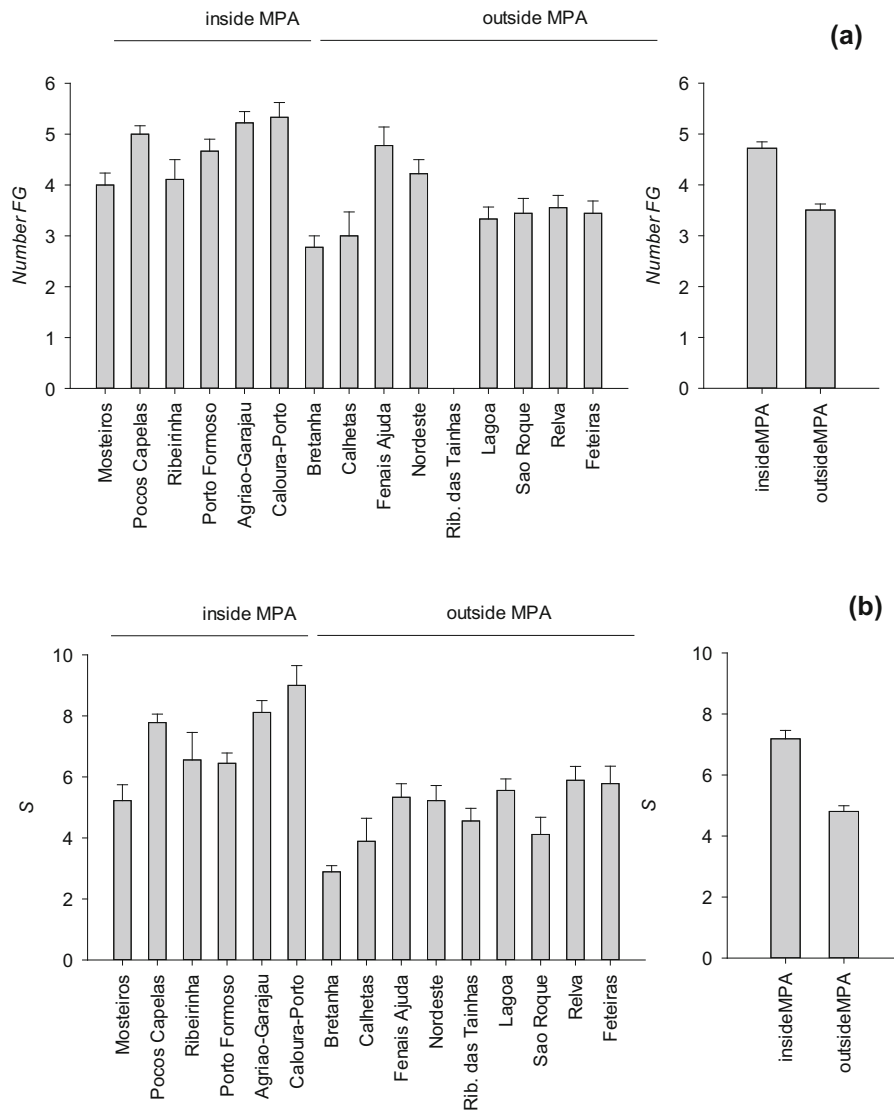 inside MPA outside MPA
(a)
6
5
4
3
2
1
0
Number FG
Mosteiros
Pocos Capelas
Ribeirinha
Porto Formoso
Agriao-Garajau
Caloura-Porto
Bretanha
Calhetas
Fenais Ajuda
Nordeste
Rib. das Tainhas
Lagoa
Sao Roque
Relva
Feteiras
6
5
4
3
2
1
0
Number FG
insideMPA
outsideMPA
(b)
inside MPA outside MPA
10
8
6
4
2
0
S
Mosteiros
Pocos Capelas
Ribeirinha
Porto Formoso
Agriao-Garajau
Caloura-Porto
Bretanha
Calhetas
Fenais Ajuda
Nordeste
Rib. das Tainhas
Lagoa
Sao Roque
Relva
Feteiras
10
8
6
4
2
0
S
insideMPA
outsideMPA